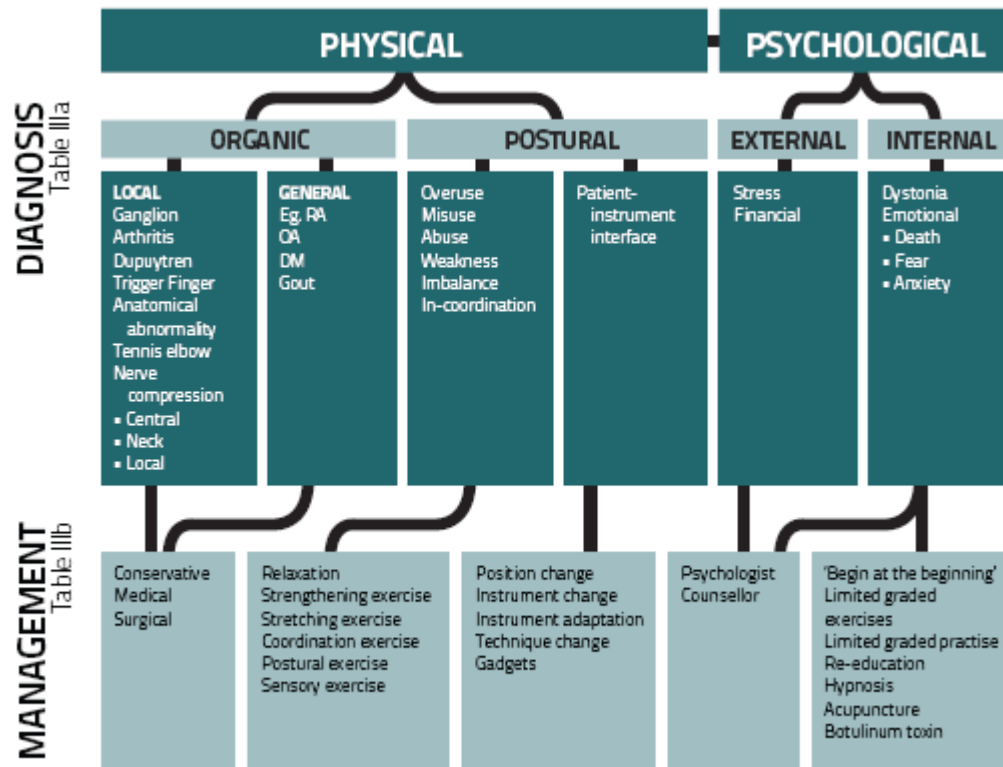 PHYSICAL
PSYCHOLOGICAL
DIAGNOSIS
Table IIIa
ORGANIC
POSTURAL
EXTERNAL
INTERNAL
LOCAL
Ganglion
Arthritis
Dupuytren
Trigger Finger
Anatomical
abnormality
Tennis elbow
Nerve
compression
▪ Central
▪ Neck
▪ Local
GENERAL
Eg. RA
OA
DM
Gout
Overuse
Misuse
Abuse
Weakness
Imbalance
In-coordination
Patient-
instrument
interface
Stress
Financial
Dystonia
Emotional
▪ Death
▪ Fear
▪ Anxiety
MANAGEMENT
Table IIIb
Conservative
Medical
Surgical
Relaxation
Strengthening exercise
Stretching exercise
Coordination exercise
Postural exercise
Sensory exercise
Position change
Instrument change
Instrument adaptation
Technique change
Gadgets
Psychologist
Counsellor
'Begin at the beginning'
Limited graded
exercises
Limited graded practise
Re-education
Hypnosis
Acupuncture
Botulinum toxin